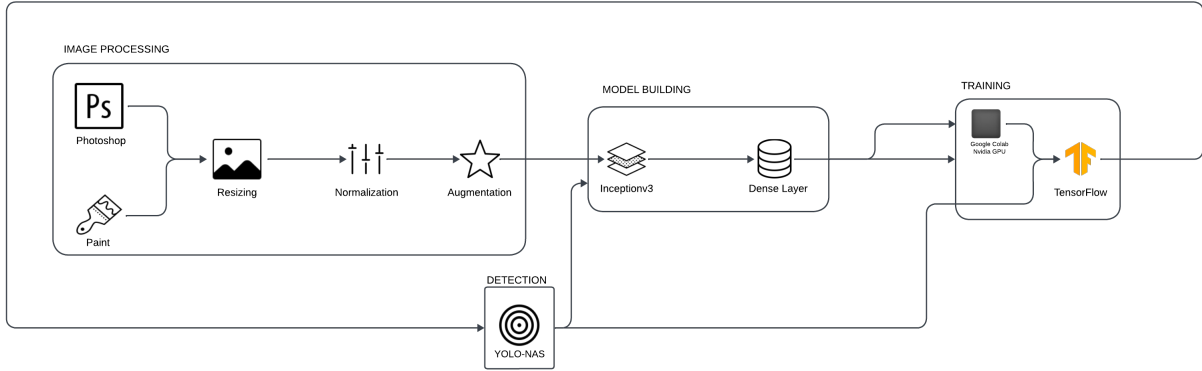 IMAGE PROCESSING
Ps
Photoshop
Paint
Resizing
Normalization
Augmentation
MODEL BUILDING
Inceptionv3
Dense Layer
TRAINING
Google Colab
Nvidia GPU
TensorFlow
DETECTION
YOLO-NAS